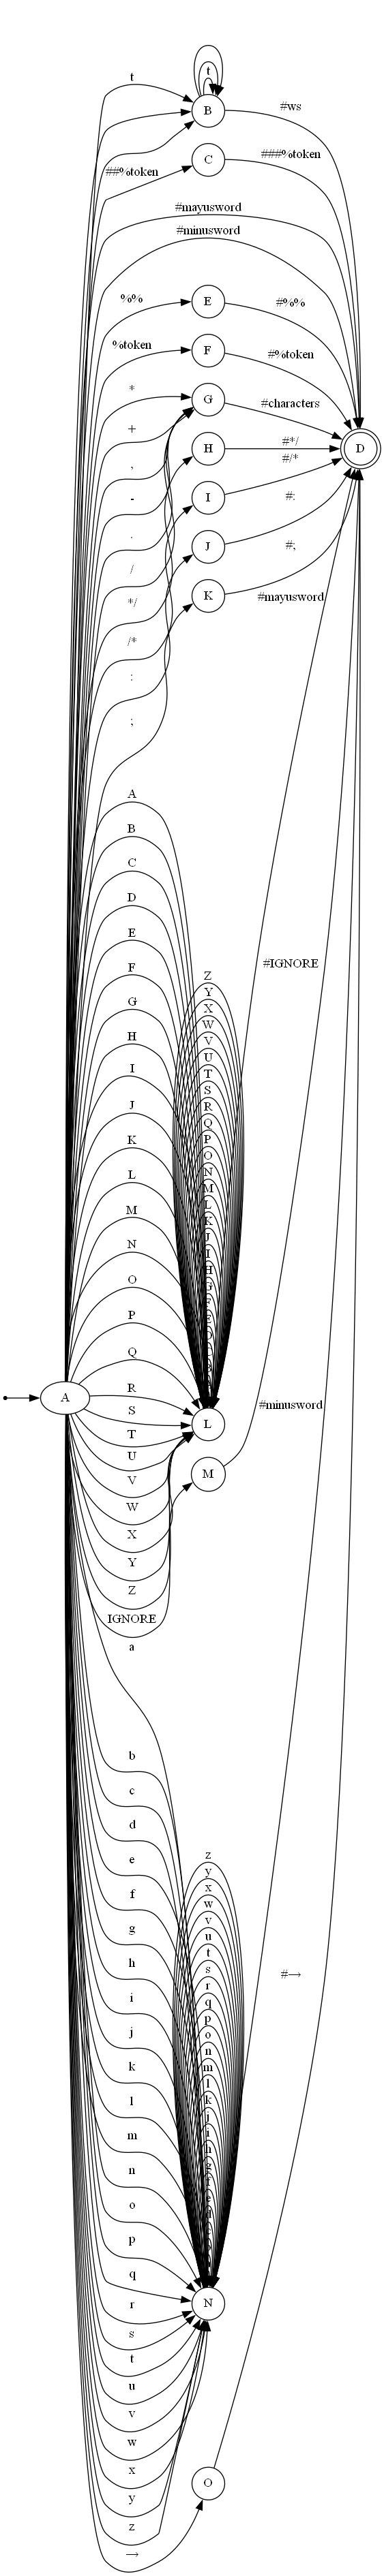 t
t
B
#ws
C
##%token
###%token
#mayusword
#minusword
%%
E
#%%
%token
F
#%token
*
G
#characters
+
,
H
#*/
-
I
#/*
.
J
#:
/
K
#;
*/
#mayusword
/*
:
;
D
A
B
C
D
E
F
G
H
I
J
K
L
M
N
O
P
Q
R
S
T
U
V
W
X
Y
Z
IGNORE
a
#IGNORE
Z
Y
X
W
V
U
T
S
R
Q
P
O
N
M
L
K
J
I
H
G
F
E
A
L
M
#minusword
b
c
d
e
f
g
h
i
j
k
l
m
n
o
p
q
r
s
t
u
v
w
x
y
z
→
z
y
x
w
v
u
t
s
r
q
p
o
n
m
l
k
j
i
h
g
#→
N
O